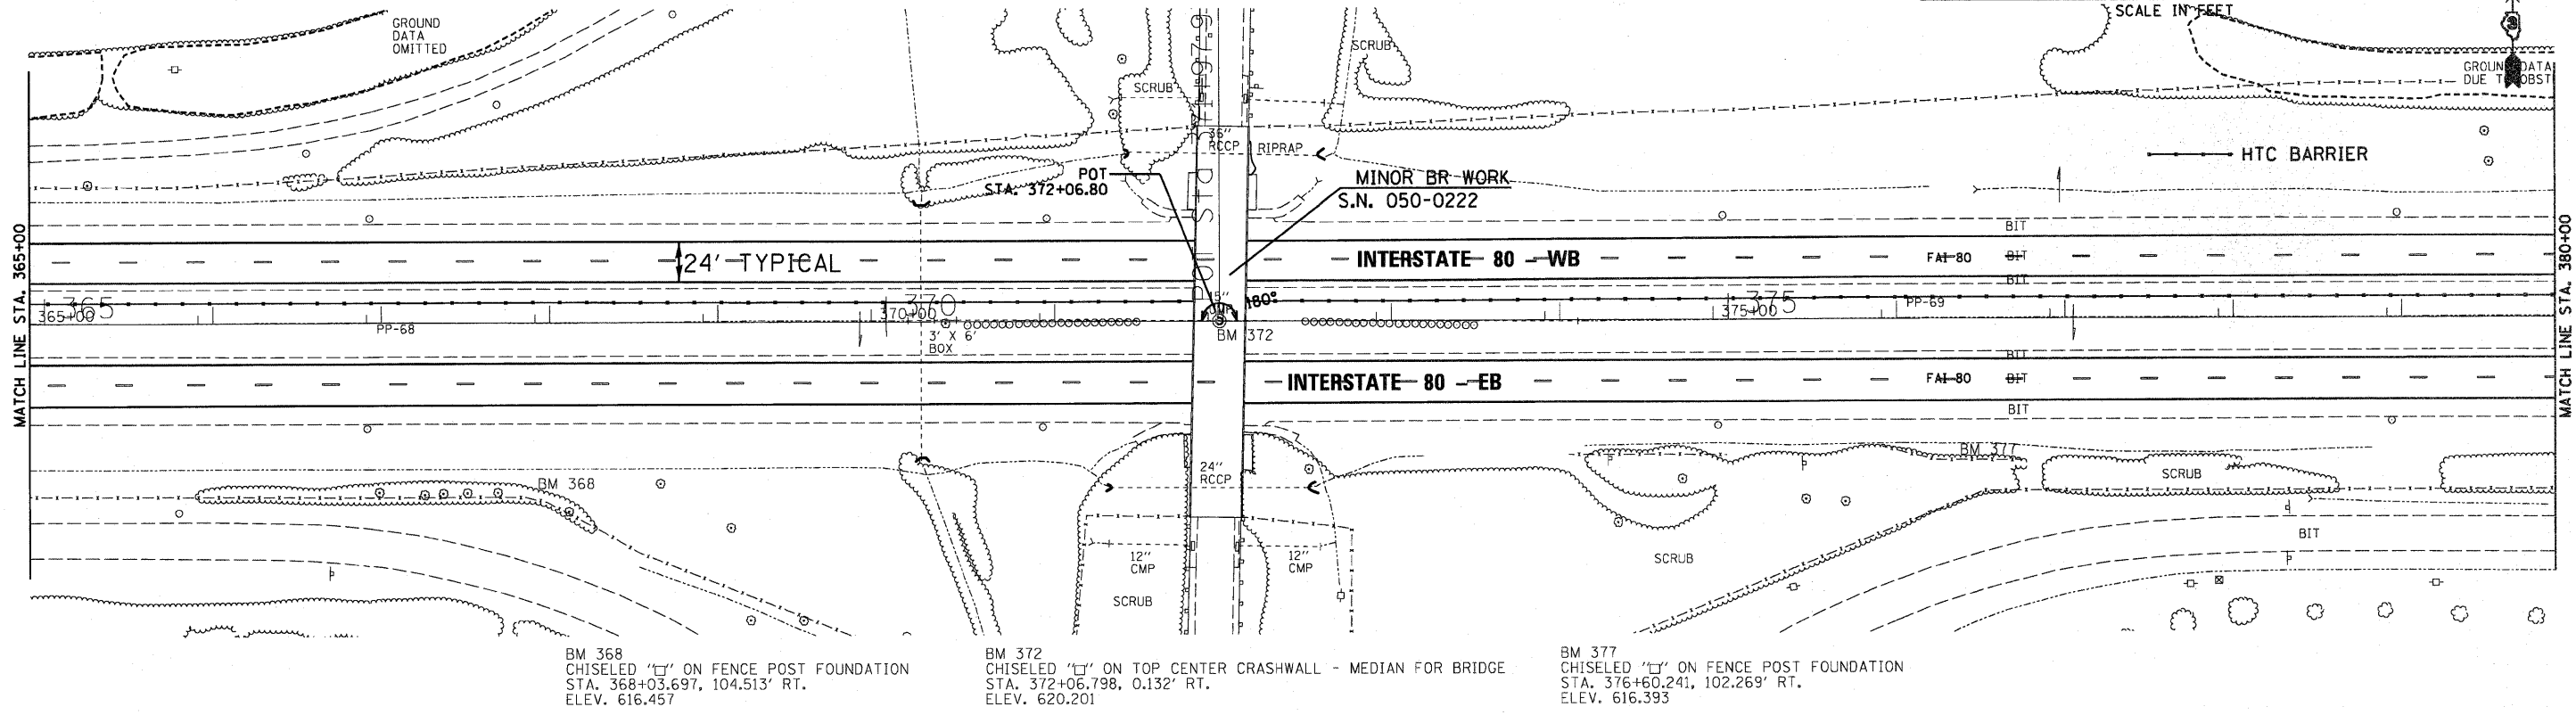 SCALE IN FEET
GROUND
DATA
OMITTED
SCRUB
SCRUB
GROUND DATA
DUE TO OBST
36"
RCCP
RIPRAP
HTC BARRIER
POT
STA. 372+06.80
MINOR BR WORK
S.N. 050-0222
MATCH LINE STA. 365+00
MATCH LINE STA. 380+00
BIT
24' TYPICAL
INTERSTATE 80 - WB
FAI-80
BIT
BIT
365
370
180°
375
365+00
370+00
375+00
PP-69
PP-68
3' X 6'
BOX
BM 372
BIT
INTERSTATE 80 - EB
FAI-80
BIT
BIT
BM 377
24"
RCCP
SCRUB
BM 368
BIT
12"
CMP
12"
CMP
SCRUB
SCRUB
BM 368
CHISELED "□" ON FENCE POST FOUNDATION
STA. 368+03.697, 104.513' RT.
ELEV. 616.457
BM 372
CHISELED "□" ON TOP CENTER CRASHWALL - MEDIAN FOR BRIDGE
STA. 372+06.798, 0.132' RT.
ELEV. 620.201
BM 377
CHISELED "□" ON FENCE POST FOUNDATION
STA. 376+60.241, 102.269' RT.
ELEV. 616.393